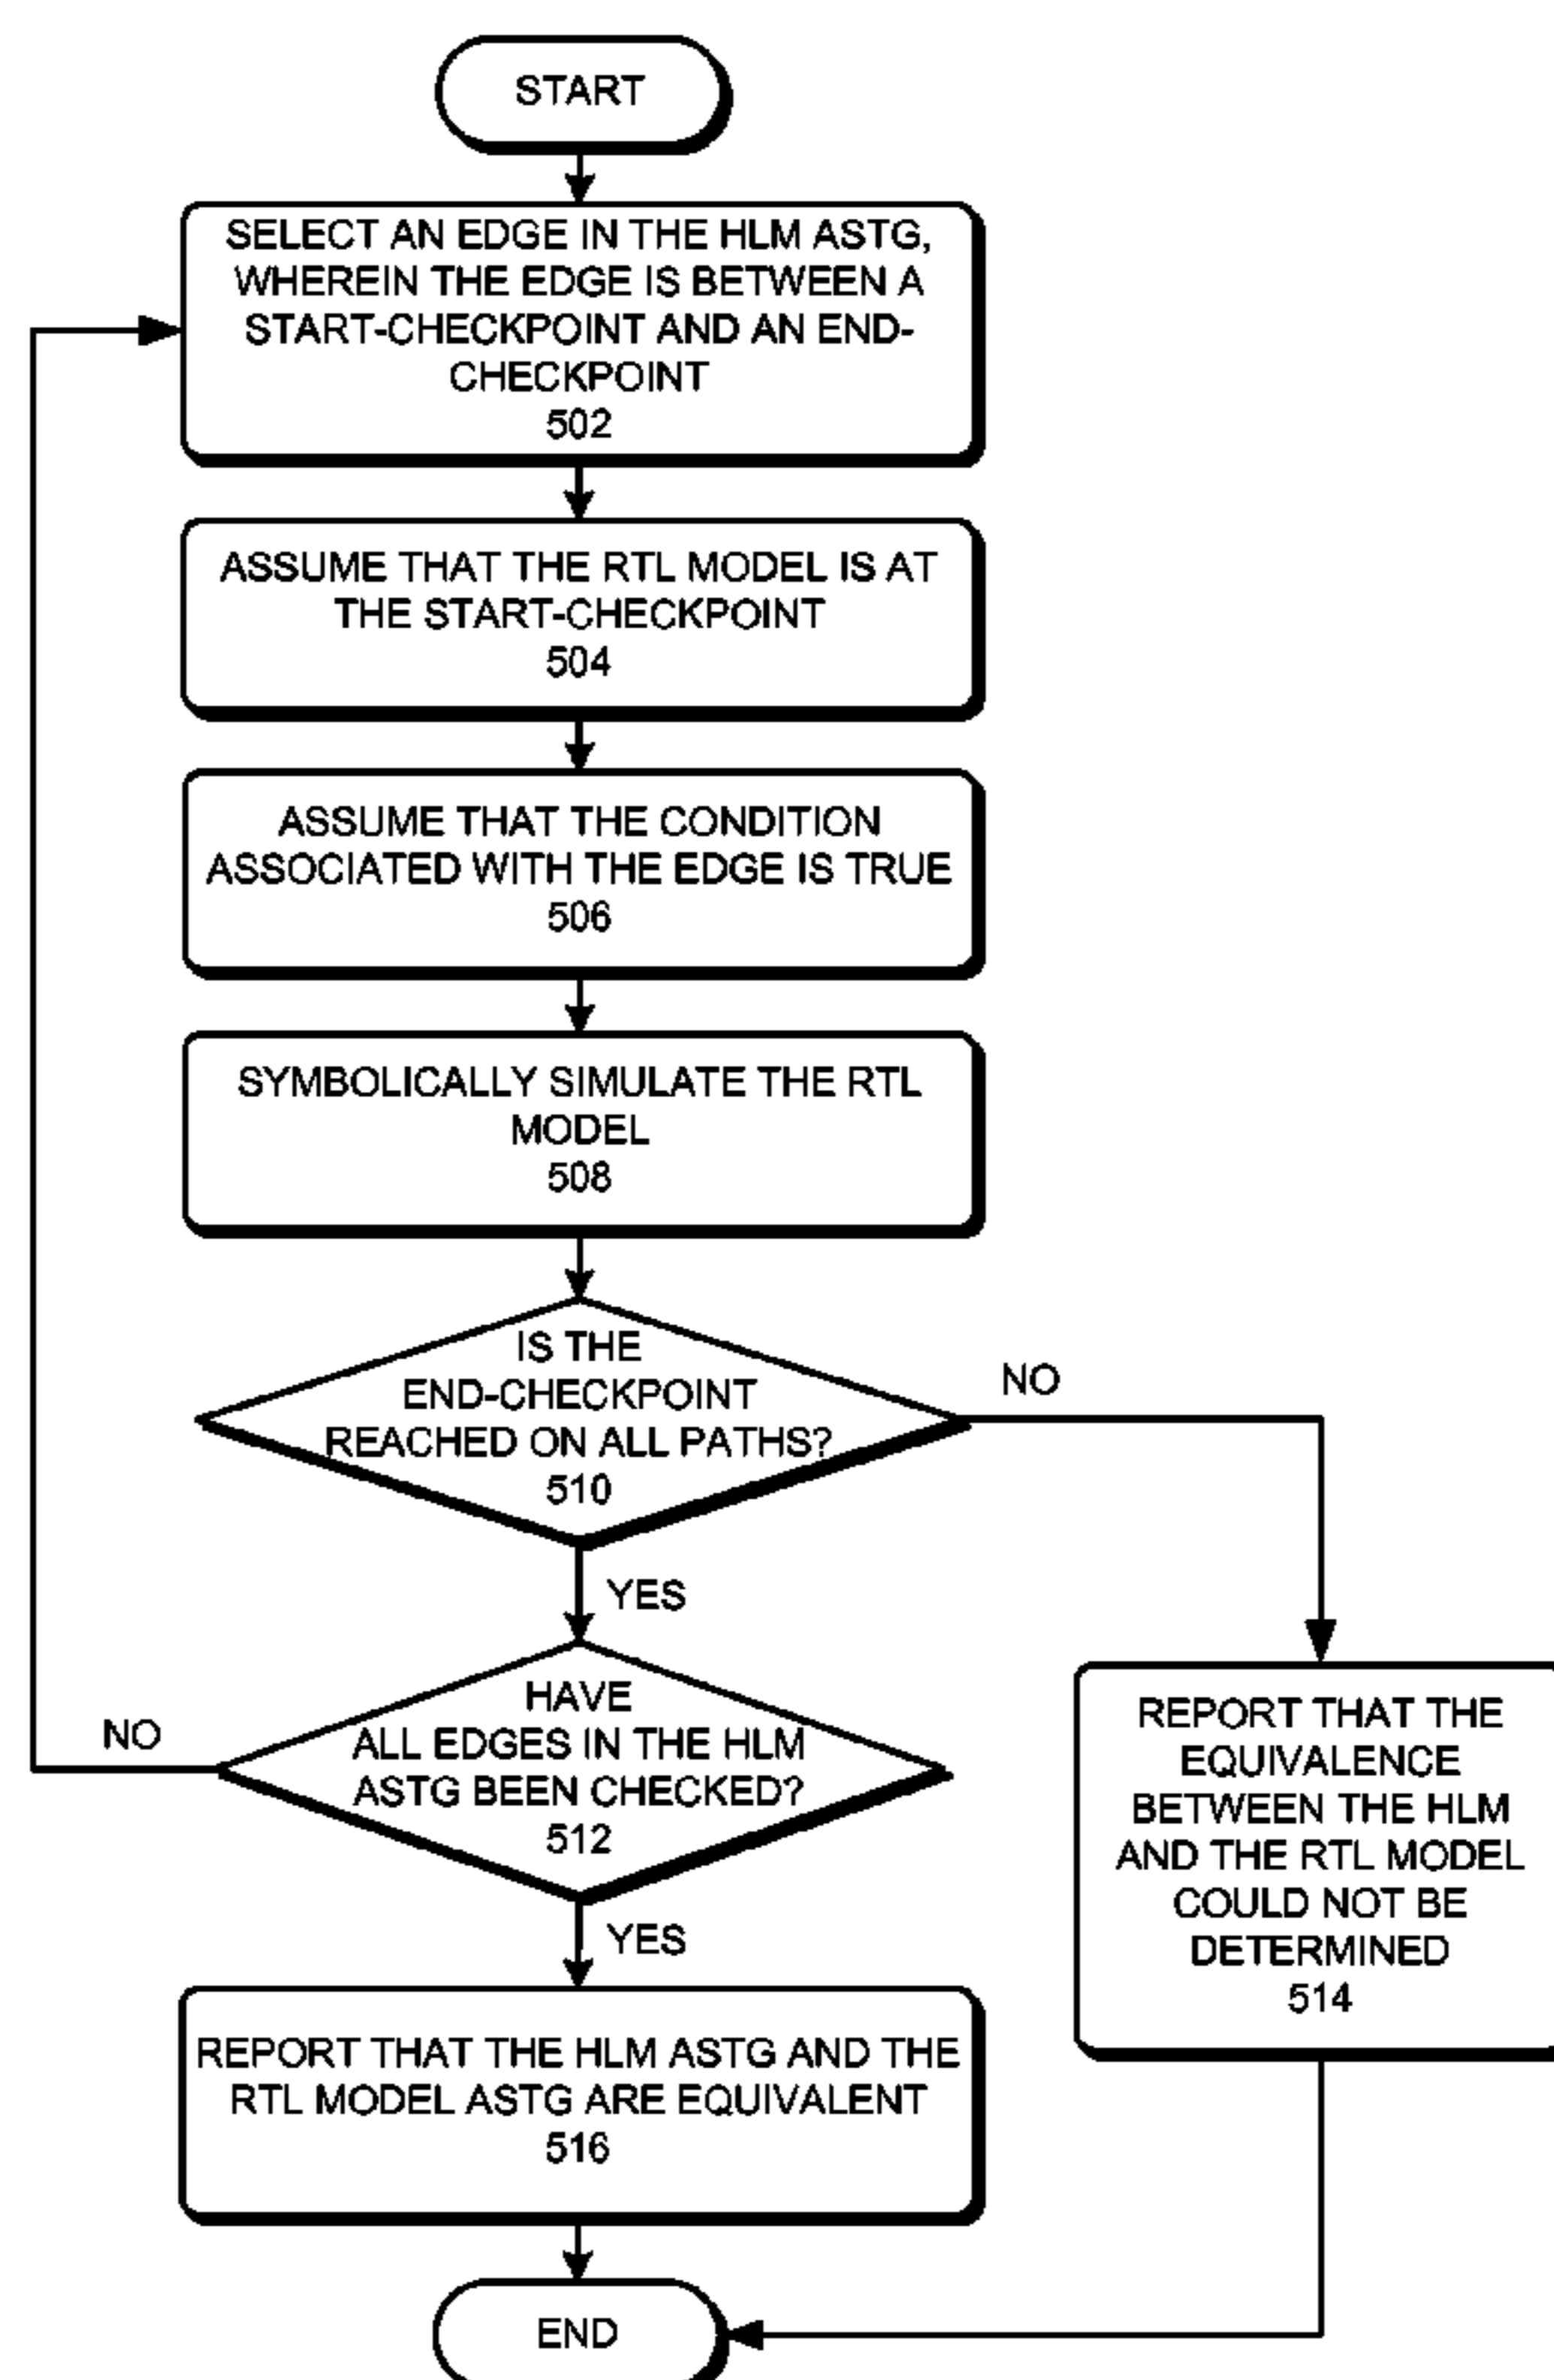 START
SELECT AN EDGE IN THE HLM ASTG,
WHEREIN THE EDGE IS BETWEEN A
START-CHECKPOINT AND AN END-
CHECKPOINT
502
ASSUME THAT THE RTL MODEL IS AT
THE START-CHECKPOINT
504
ASSUME THAT THE CONDITION
ASSOCIATED WITH THE EDGE IS TRUE
506
SYMBOLICALLY SIMULATE THE RTL
MODEL
508
IS THE
END-CHECKPOINT
REACHED ON ALL PATHS?
510
NO
YES
HAVE
ALL EDGES IN THE HLM
ASTG BEEN CHECKED?
512
NO
YES
REPORT THAT THE
EQUIVALENCE
BETWEEN THE HLM
AND THE RTL MODEL
COULD NOT BE
DETERMINED
514
REPORT THAT THE HLM ASTG AND THE
RTL MODEL ASTG ARE EQUIVALENT
516
END